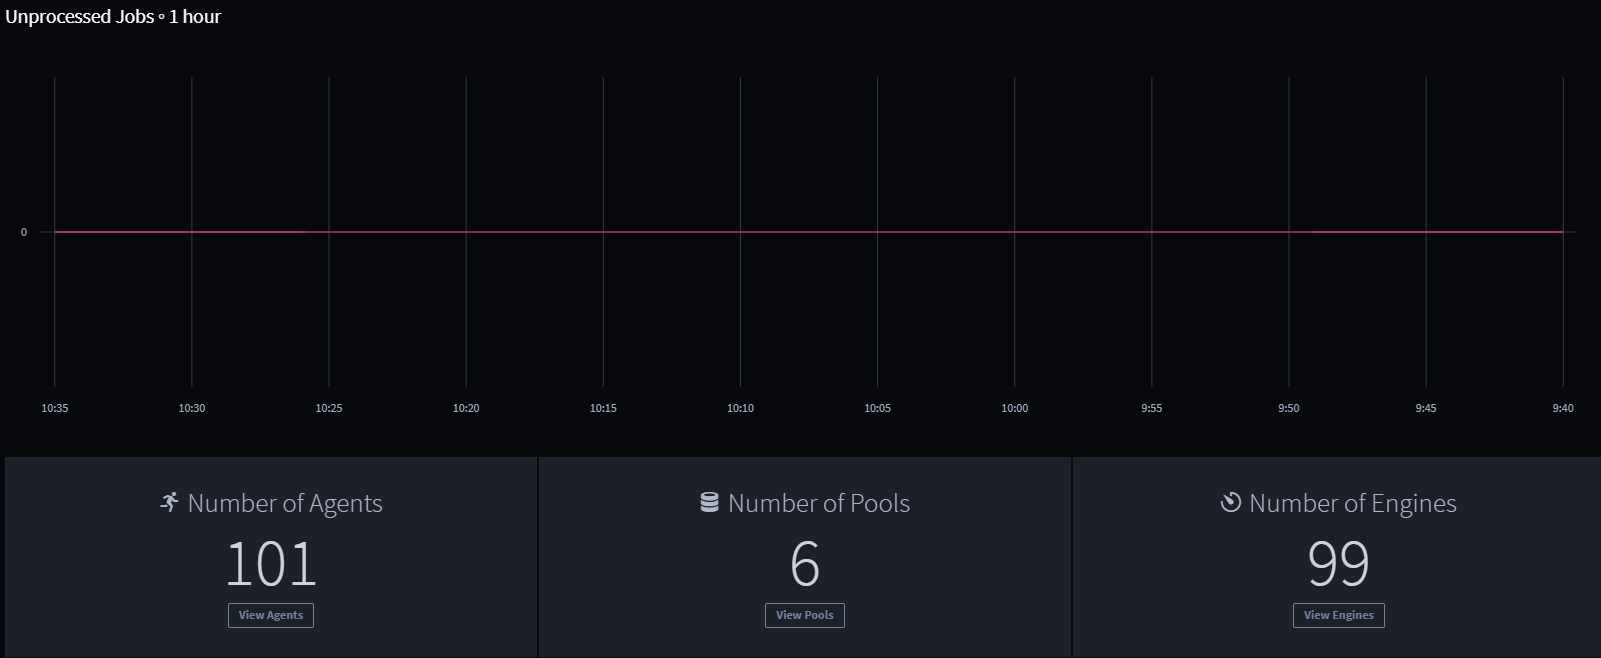 Unprocessed Jobs ∘ 1 hour
0
10:35 10:30 10:25 10:20 10:15 10:10 10:05 10:00 9:55 9:50 9:45 9:40
Number of Agents
101
View Agents
Number of Pools
6
View Pools
Number of Engines
99
View Engines